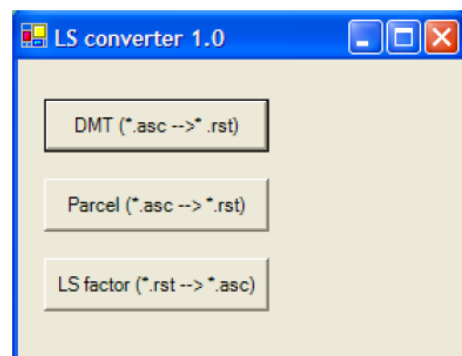 LS converter 1.0
DMT (*.asc -->* .rst)
Parcel (*.asc --> *.rst)
LS factor (*.rst --> *.asc)